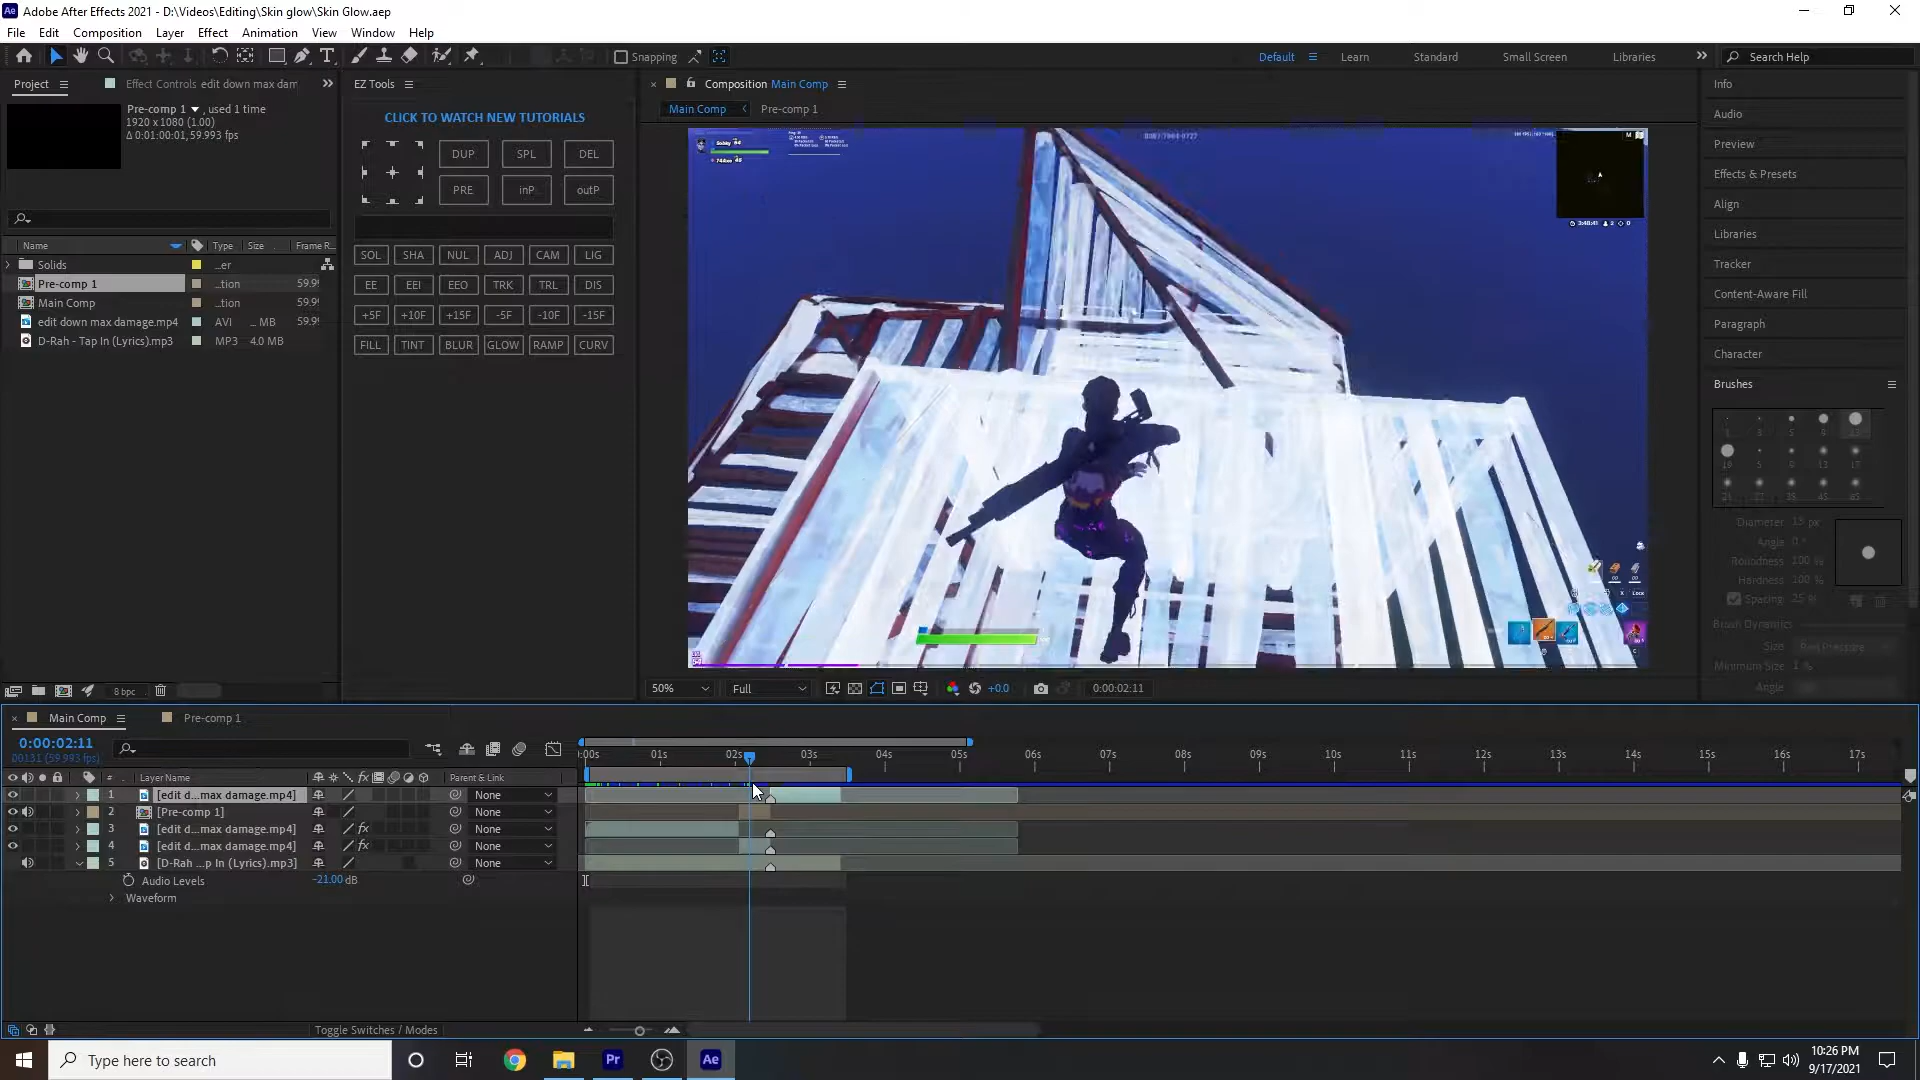 Adobe After Effects 2021 - D:\Videos\Editing\Skin glow\Skin Glow.aep
File Edit Composition Layer Effect Animation View Window Help
Snapping
Default
Learn
Standard
Small Screen
Libraries
Search Help
Project
Effect Controls edit down max dam
EZ Tools
Composition Main Comp
Info
Pre-comp 1 , used 1 time
1920 x 1080 (1.00)
Δ 0:01:00:01, 59.993 fps
Main Comp
Pre-comp 1
CLICK TO WATCH NEW TUTORIALS
Audio
Preview
DUP SPL DEL
PRE inP outP
Effects & Presets
Align
Libraries
Tracker
Content-Aware Fill
Paragraph
Character
Brushes
Name Type Size Frame R...
Solids ...er
Pre-comp 1 ...tion 59.9
Main Comp ...tion 59.9
edit down max damage.mp4 AVI ... MB 59.9
D-Rah - Tap In (Lyrics).mp3 MP3 4.0 MB
SOL SHA NUL ADJ CAM LIG
EE EEI EEO TRK TRL DIS
+5F +10F +15F -5F -10F -15F
FILL TINT BLUR GLOW RAMP CURV
Diameter 13 px
Angle 0 °
Roundness 100 %
Hardness 100 %
Spacing 25 %
Brush Dynamics
Size Pen Pressure
Minimum Size 1 %
Angle
8 bpc
50%
Full
+0.0
0:00:02:11
Main Comp
Pre-comp 1
0:00:02:11
00131 (59.993 fps)
:00s 01s 02s 03s 04s 05s 06s 07s 08s 09s 10s 11s 12s 13s 14s 15s 16s 17s
# Layer Name fx Parent & Link
1 [edit d...max damage.mp4] None
2 [Pre-comp 1] None
3 [edit d...max damage.mp4] fx None
4 [edit d...max damage.mp4] fx None
5 [D-Rah ...p In (Lyrics).mp3] None
Audio Levels -21.00 dB
Waveform
Toggle Switches / Modes
Type here to search
Pr
Ae
10:26 PM
9/17/2021